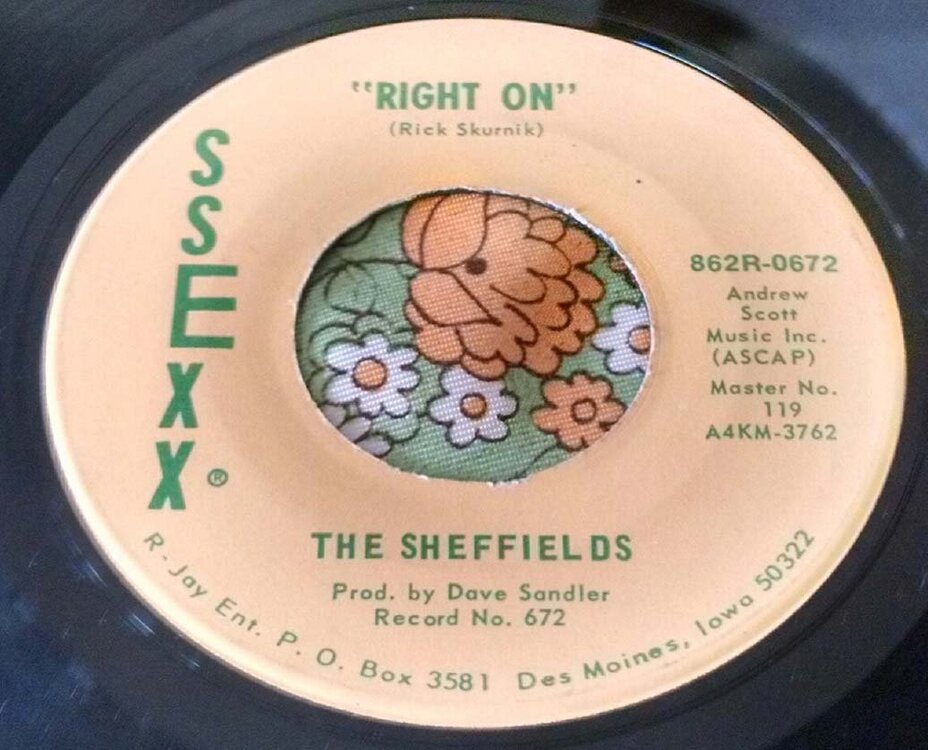 "RIGHT ON"
(Rick Skurnik)
SSEXX®
862R-0672
Andrew
Scott
Music Inc.
(ASCAP)
Master No.
119
A4KM-3762
THE SHEFFIELDS
Prod. by Dave Sandler
Record No. 672
R-Jay Ent. P. O. Box 3581 Des Moines, Iowa 50322